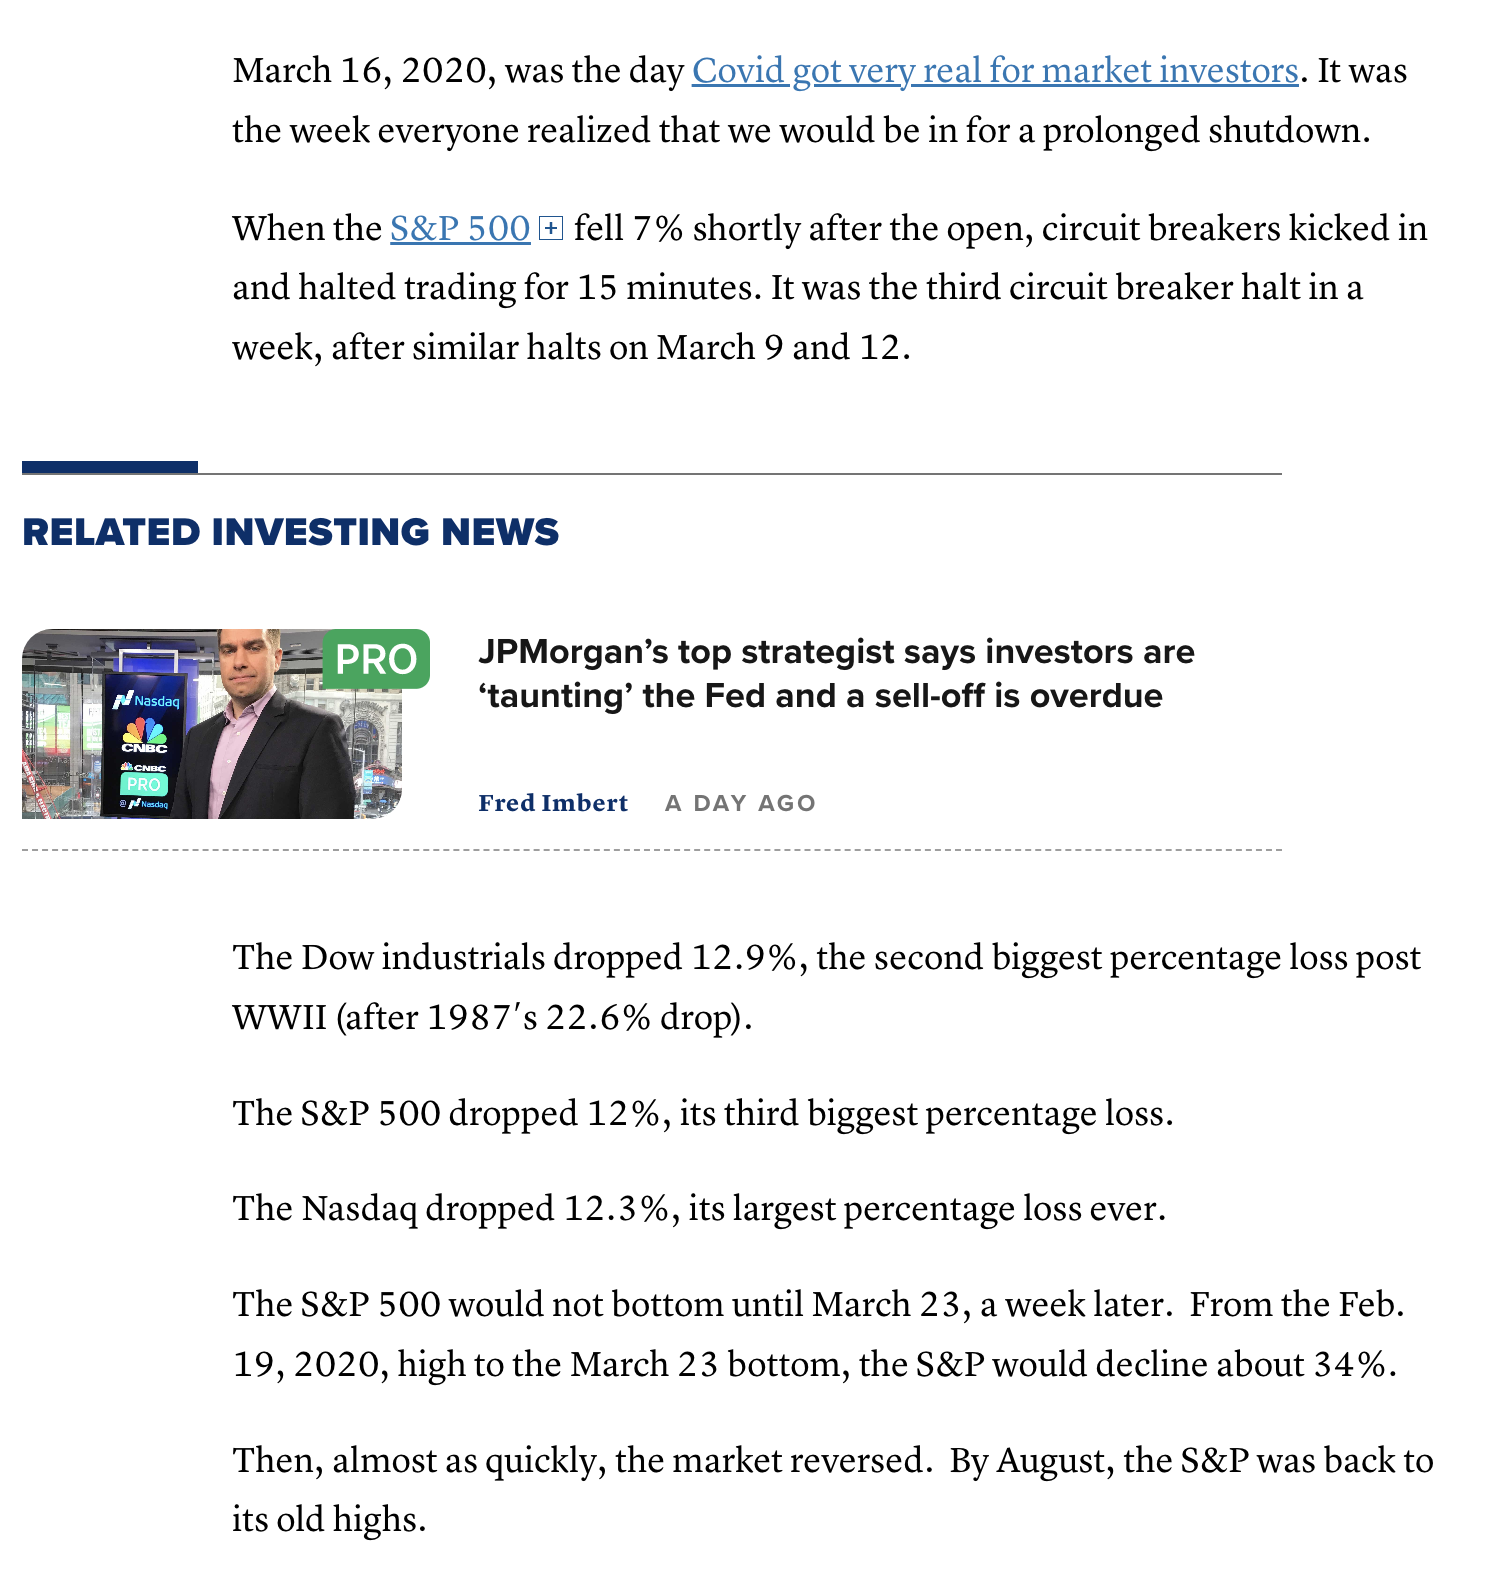 March 16, 2020, was the day Covid got very real for market investors. It was
the week everyone realized that we would be in for a prolonged shutdown.
When the S&P 500 + fell 7% shortly after the open, circuit breakers kicked in
and halted trading for 15 minutes. It was the third circuit breaker halt in a
week, after similar halts on March 9 and 12.
RELATED INVESTING NEWS
Nasdaq
CNBC
CNBC
PRO
@ Nasdaq
PRO
JPMorgan’s top strategist says investors are
‘taunting’ the Fed and a sell-off is overdue
Fred Imbert A DAY AGO
The Dow industrials dropped 12.9%, the second biggest percentage loss post
WWII (after 1987′s 22.6% drop).
The S&P 500 dropped 12%, its third biggest percentage loss.
The Nasdaq dropped 12.3%, its largest percentage loss ever.
The S&P 500 would not bottom until March 23, a week later.  From the Feb.
19, 2020, high to the March 23 bottom, the S&P would decline about 34%.
Then, almost as quickly, the market reversed.  By August, the S&P was back to
its old highs.